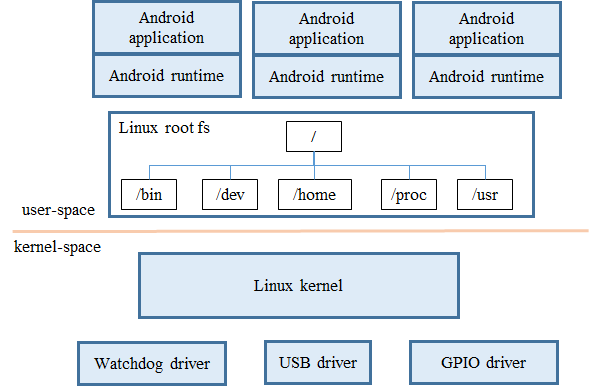 Android
application
Android
application
Android
application
Android runtime
Android runtime
Android runtime
Linux root fs
/
/bin
/dev
/home
/proc
/usr
user-space
kernel-space
Linux kernel
Watchdog driver
USB driver
GPIO driver